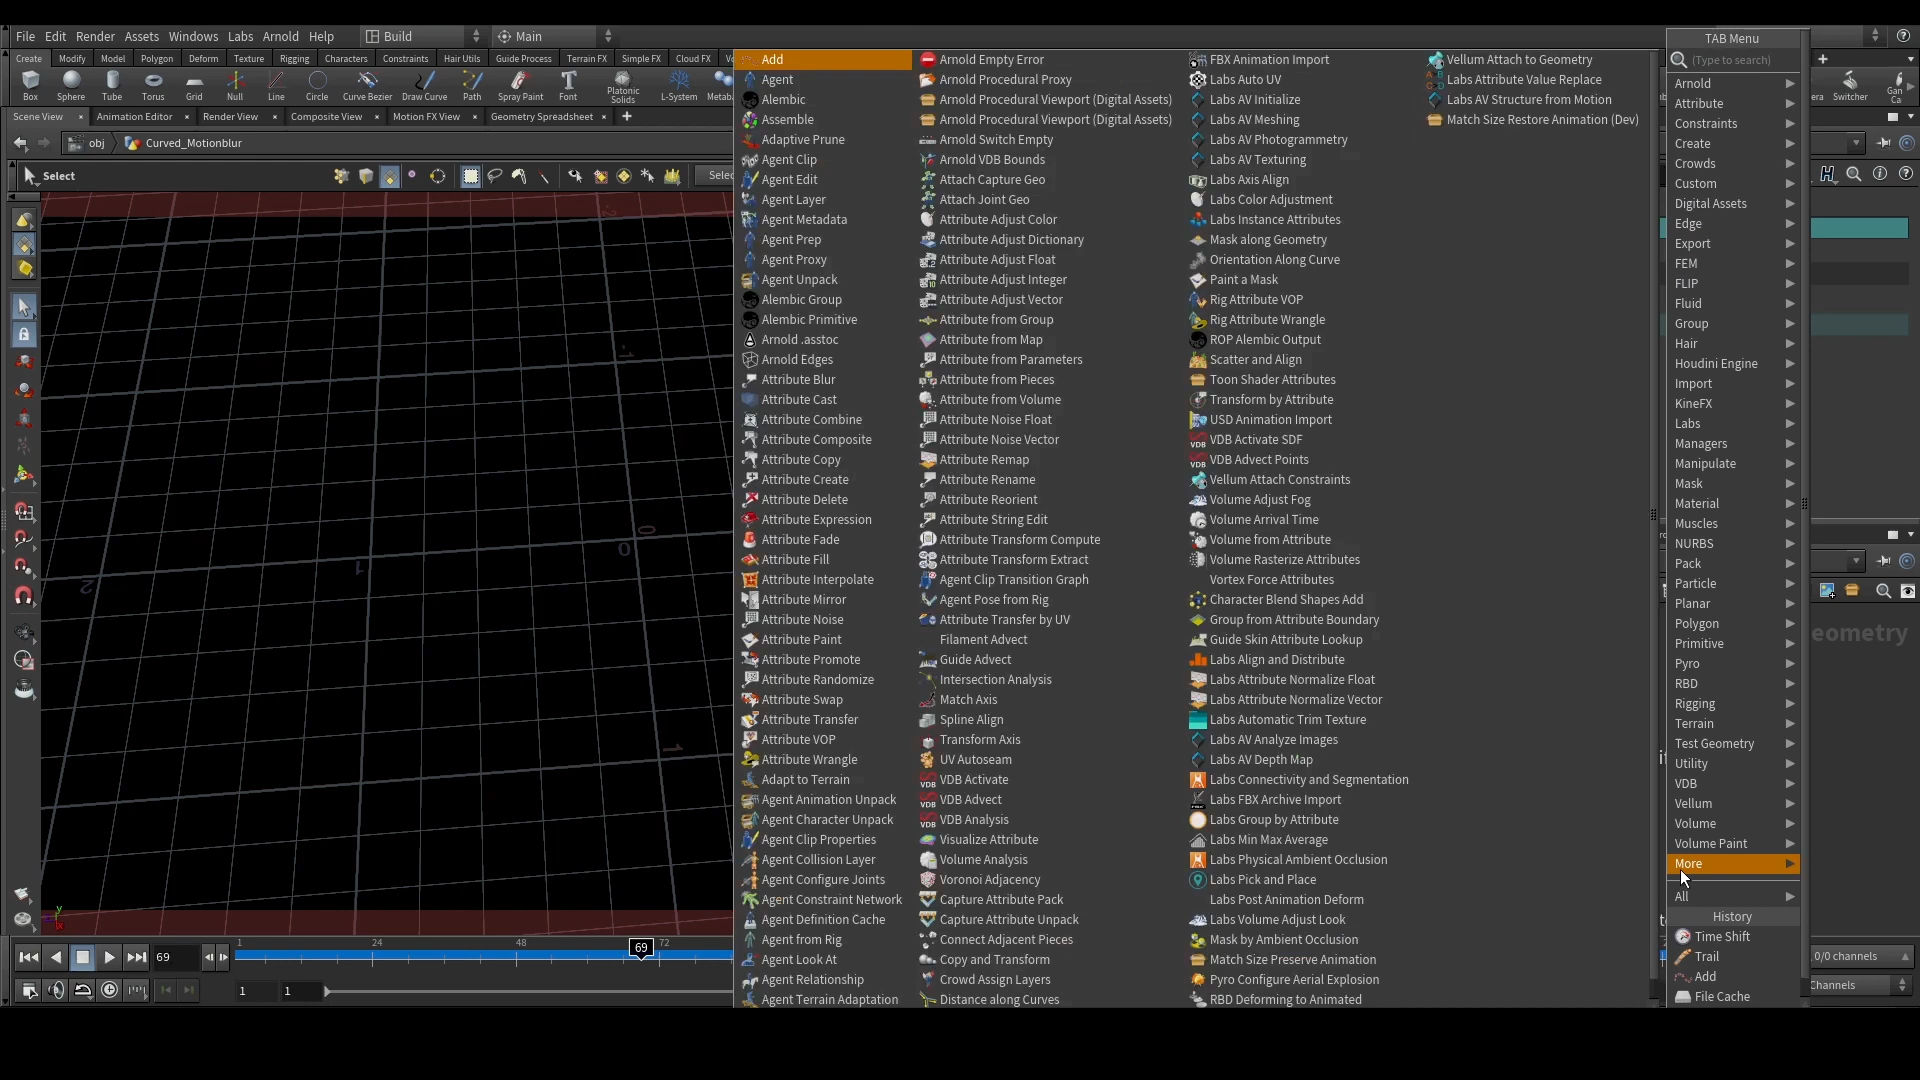 File Edit Render Assets Windows Labs Arnold Help Build Main
Create Modify Model Polygon Deform Texture Rigging Characters Constraints Hair Utils Guide Process Terrain FX Simple FX Cloud FX
Box Sphere Tube Torus Grid Null Line Circle Curve Bezier Draw Curve Path Spray Paint Font Platonic Solids L-System Metab
Switcher
Scene View Animation Editor Render View Composite View Motion FX View Geometry Spreadsheet
obj Curved_Motionblur
Select
Selec
Add
Agent
Alembic
Assemble
Adaptive Prune
Agent Clip
Agent Edit
Agent Layer
Agent Metadata
Agent Prep
Agent Proxy
Agent Unpack
Alembic Group
Alembic Primitive
Arnold .asstoc
Arnold Edges
Attribute Blur
Attribute Cast
Attribute Combine
Attribute Composite
Attribute Copy
Attribute Create
Attribute Delete
Attribute Expression
Attribute Fade
Attribute Fill
Attribute Interpolate
Attribute Mirror
Attribute Noise
Attribute Paint
Attribute Promote
Attribute Randomize
Attribute Swap
Attribute Transfer
Attribute VOP
Attribute Wrangle
Adapt to Terrain
Agent Animation Unpack
Agent Character Unpack
Agent Clip Properties
Agent Collision Layer
Agent Configure Joints
Agent Constraint Network
Agent Definition Cache
Agent from Rig
Agent Look At
Agent Relationship
Agent Terrain Adaptation
Arnold Empty Error
Arnold Procedural Proxy
Arnold Procedural Viewport (Digital Assets)
Arnold Procedural Viewport (Digital Assets)
Arnold Switch Empty
Arnold VDB Bounds
Attach Capture Geo
Attach Joint Geo
Attribute Adjust Color
Attribute Adjust Dictionary
Attribute Adjust Float
Attribute Adjust Integer
Attribute Adjust Vector
Attribute from Group
Attribute from Map
Attribute from Parameters
Attribute from Pieces
Attribute from Volume
Attribute Noise Float
Attribute Noise Vector
Attribute Remap
Attribute Rename
Attribute Reorient
Attribute String Edit
Attribute Transform Compute
Attribute Transform Extract
Agent Clip Transition Graph
Agent Pose from Rig
Attribute Transfer by UV
Filament Advect
Guide Advect
Intersection Analysis
Match Axis
Spline Align
Transform Axis
UV Autoseam
VDB Activate
VDB Advect
VDB Analysis
Visualize Attribute
Volume Analysis
Voronoi Adjacency
Capture Attribute Pack
Capture Attribute Unpack
Connect Adjacent Pieces
Copy and Transform
Crowd Assign Layers
Distance along Curves
FBX Animation Import
Labs Auto UV
Labs AV Initialize
Labs AV Meshing
Labs AV Photogrammetry
Labs AV Texturing
Labs Axis Align
Labs Color Adjustment
Labs Instance Attributes
Mask along Geometry
Orientation Along Curve
Paint a Mask
Rig Attribute VOP
Rig Attribute Wrangle
ROP Alembic Output
Scatter and Align
Toon Shader Attributes
Transform by Attribute
USD Animation Import
VDB Activate SDF
VDB Advect Points
Vellum Attach Constraints
Volume Adjust Fog
Volume Arrival Time
Volume from Attribute
Volume Rasterize Attributes
Vortex Force Attributes
Character Blend Shapes Add
Group from Attribute Boundary
Guide Skin Attribute Lookup
Labs Align and Distribute
Labs Attribute Normalize Float
Labs Attribute Normalize Vector
Labs Automatic Trim Texture
Labs AV Analyze Images
Labs AV Depth Map
Labs Connectivity and Segmentation
Labs FBX Archive Import
Labs Group by Attribute
Labs Min Max Average
Labs Physical Ambient Occlusion
Labs Pick and Place
Labs Post Animation Deform
Labs Volume Adjust Look
Mask by Ambient Occlusion
Match Size Preserve Animation
Pyro Configure Aerial Explosion
RBD Deforming to Animated
Vellum Attach to Geometry
Labs Attribute Value Replace
Labs AV Structure from Motion
Match Size Restore Animation (Dev)
TAB Menu
(Type to search)
Arnold
Attribute
Constraints
Create
Crowds
Custom
Digital Assets
Edge
Export
FEM
FLIP
Fluid
Group
Hair
Houdini Engine
Import
KineFX
Labs
Managers
Manipulate
Mask
Material
Muscles
NURBS
Pack
Particle
Planar
Polygon
Primitive
Pyro
RBD
Rigging
Terrain
Test Geometry
Utility
VDB
Vellum
Volume
Volume Paint
More
All
History
Time Shift
Trail
Add
File Cache
eometry
0/0 channels
Channels
2 1 0 0 1
69 1 24 48 69 72
1 1